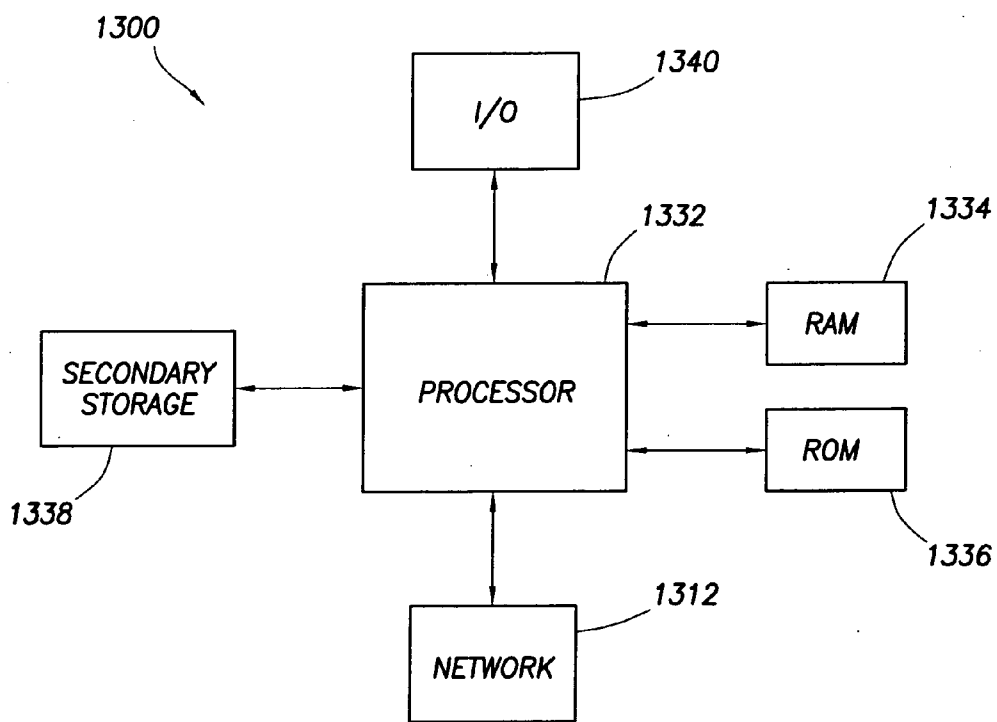 1300
1340
I/O
1332
1334
RAM
SECONDARY
STORAGE
PROCESSOR
ROM
1338
1336
1312
NETWORK